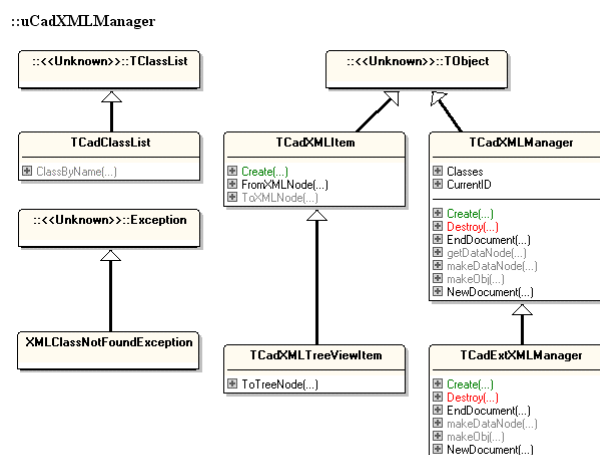 ::uCadXMLManager
::<<Unknown>>::TClassList
::<<Unknown>>::TObject
TCadClassList
ClassByName(...)
TCadXMLItem
Create(...)
FromXMLNode(...)
ToXMLNode(...)
TCadXMLManager
Classes
CurrentID
Create(...)
Destroy(...)
EndDocument(...)
getDataNode(...)
makeDataNode(...)
makeObj(...)
NewDocument(...)
::<<Unknown>>::Exception
XMLClassNotFoundException
TCadXMLTreeViewItem
ToTreeNode(...)
TCadExtXMLManager
Create(...)
Destroy(...)
EndDocument(...)
makeDataNode(...)
makeObj(...)
NewDocument(...)